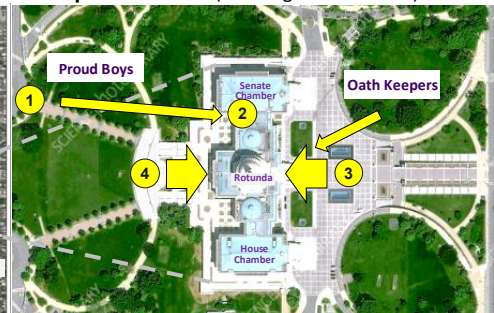 Proud Boys
Oath Keepers
Senate
Chamber
1
2
4
Rotunda
3
House
Chamber